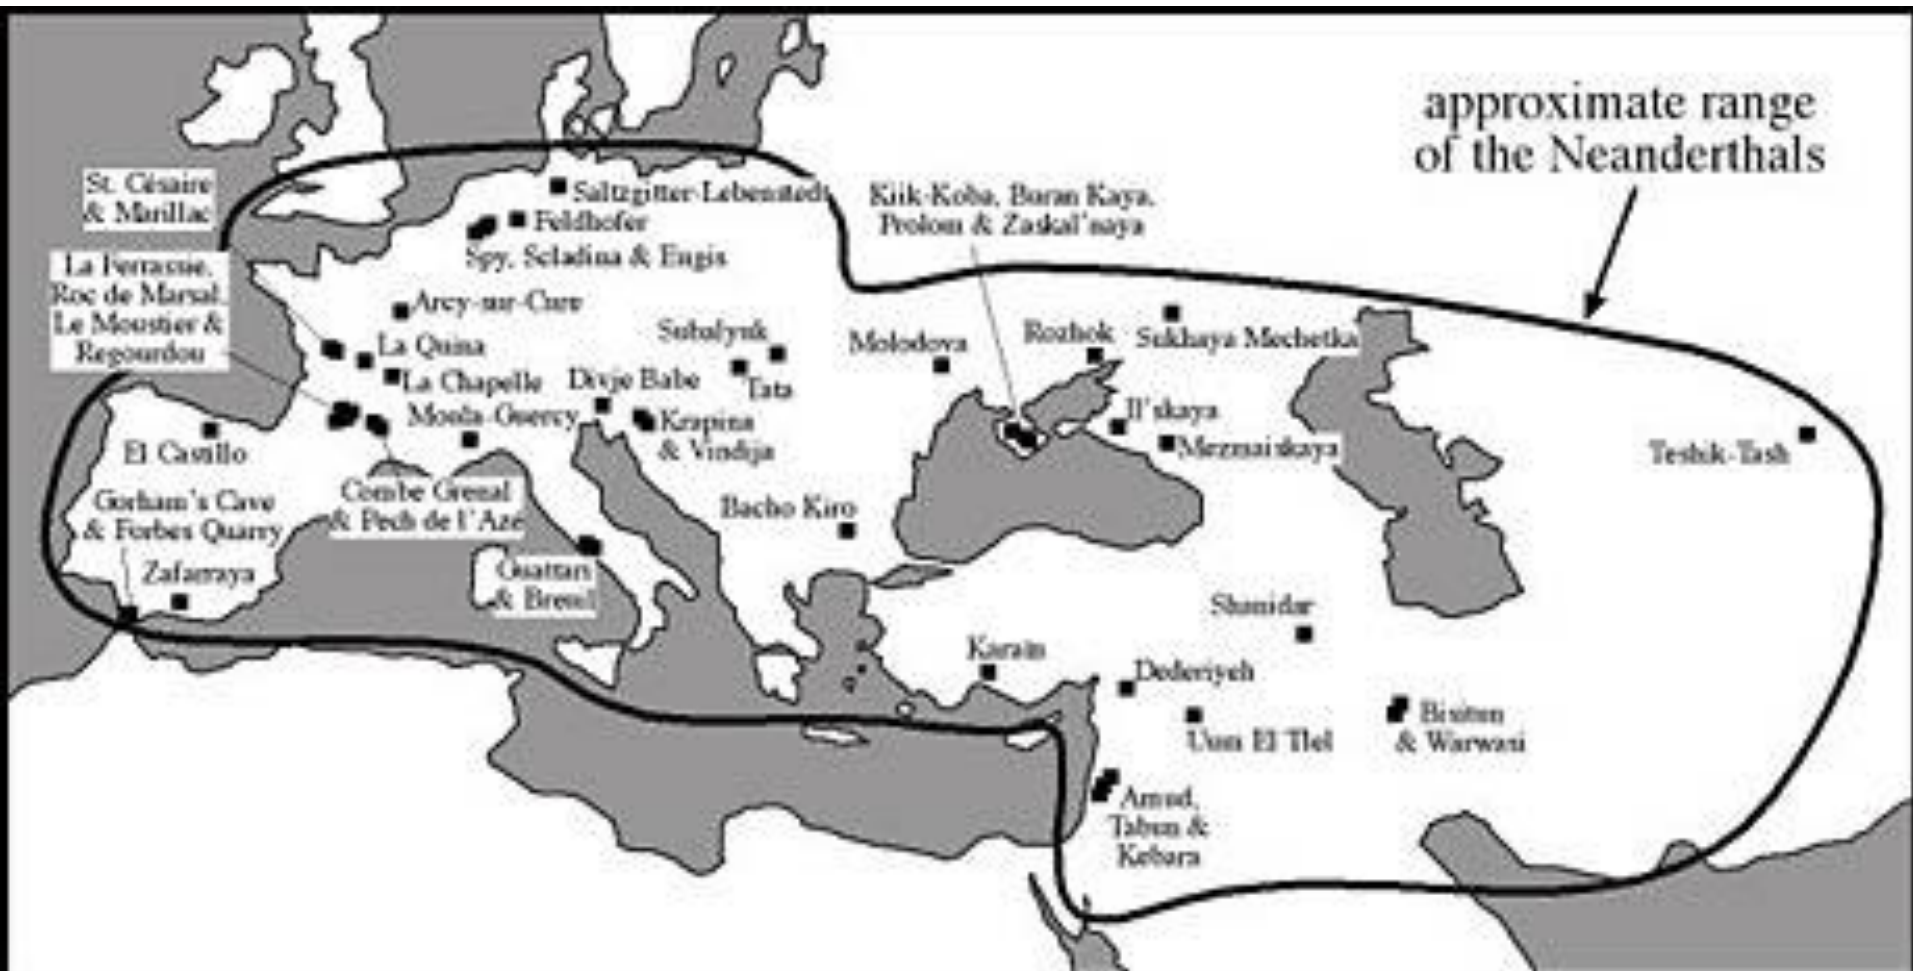 approximate range
of the Neanderthals
St. Césaire
& Marillac
La Ferrassie,
Roc de Marsal,
Le Moustier &
Regourdou
Saltzgitter-Lebenstedt
Feldhofer
Spy, Scladina & Engis
Kiik-Koba, Buran Kaya,
Prolom & Zaskal'naya
Arcy-sur-Cure
La Quina
La Chapelle
Moula-Guercy
Divje Babe
Subalyuk
Tata
Krapina
& Vindija
Molodova
Rozhok
Sukhaya Mechetka
Il'skaya
Mezmaiskaya
Teshik-Tash
El Castillo
Gorham's Cave
& Forbes Quarry
Zafarraya
Combe Grenal
& Pech de l'Azé
Guattari
& Breuil
Bacho Kiro
Karain
Shanidar
Dederiyeh
Uum El Tlel
Bisitun
& Warwasi
Amud,
Tabun &
Kebara